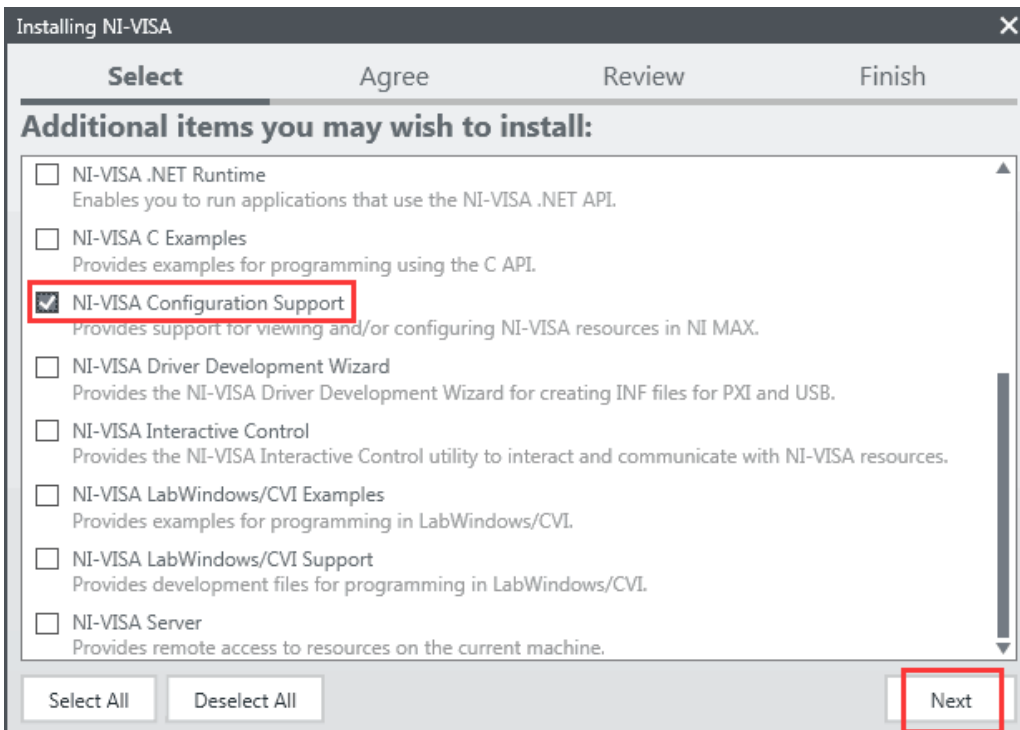 Installing NI-VISA
Select Agree Review Finish
Additional items you may wish to install:
NI-VISA .NET Runtime
Enables you to run applications that use the NI-VISA .NET API.
NI-VISA C Examples
Provides examples for programming using the C API.
NI-VISA Configuration Support
Provides support for viewing and/or configuring NI-VISA resources in NI MAX.
NI-VISA Driver Development Wizard
Provides the NI-VISA Driver Development Wizard for creating INF files for PXI and USB.
NI-VISA Interactive Control
Provides the NI-VISA Interactive Control utility to interact and communicate with NI-VISA resources.
NI-VISA LabWindows/CVI Examples
Provides examples for programming in LabWindows/CVI.
NI-VISA LabWindows/CVI Support
Provides development files for programming in LabWindows/CVI.
NI-VISA Server
Provides remote access to resources on the current machine.
Select All Deselect All Next